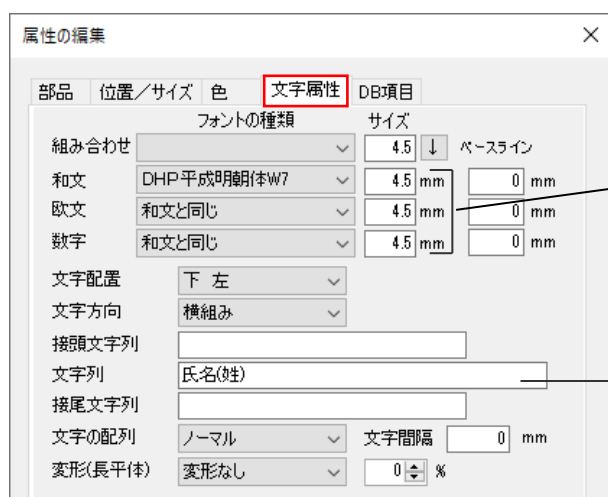 属性の編集
部品 位置／サイズ 色 文字属性 DB項目
フォントの種類 サイズ
組み合わせ 4.5 ↓ ベースライン
和文 DHP平成明朝体W7 4.5 mm 0 mm
欧文 和文と同じ 4.5 mm 0 mm
数字 和文と同じ 4.5 mm 0 mm
文字配置 下 左
文字方向 横組み
接頭文字列
文字列 氏名(姓)
接尾文字列
文字の配列 ノーマル 文字間隔 0 mm
変形(長平体) 変形なし 0 %